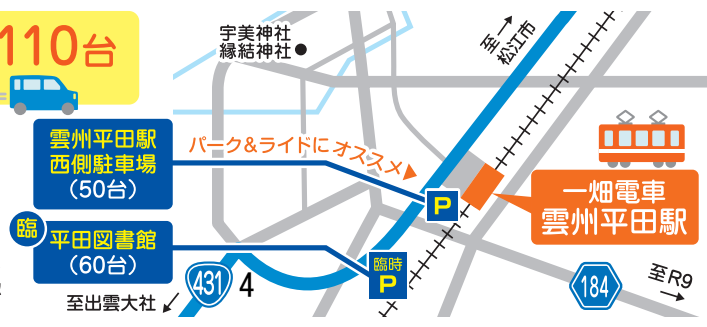 110台
宇美神社
縁結神社
至→
松江市
雲州平田駅
西側駐車場
（50台）
パーク&ライドにオススメ▶
P
一畑電車
雲州平田駅
臨
平田図書館
（60台）
臨時
P
431
4
184
至R9
→
至出雲大社↙